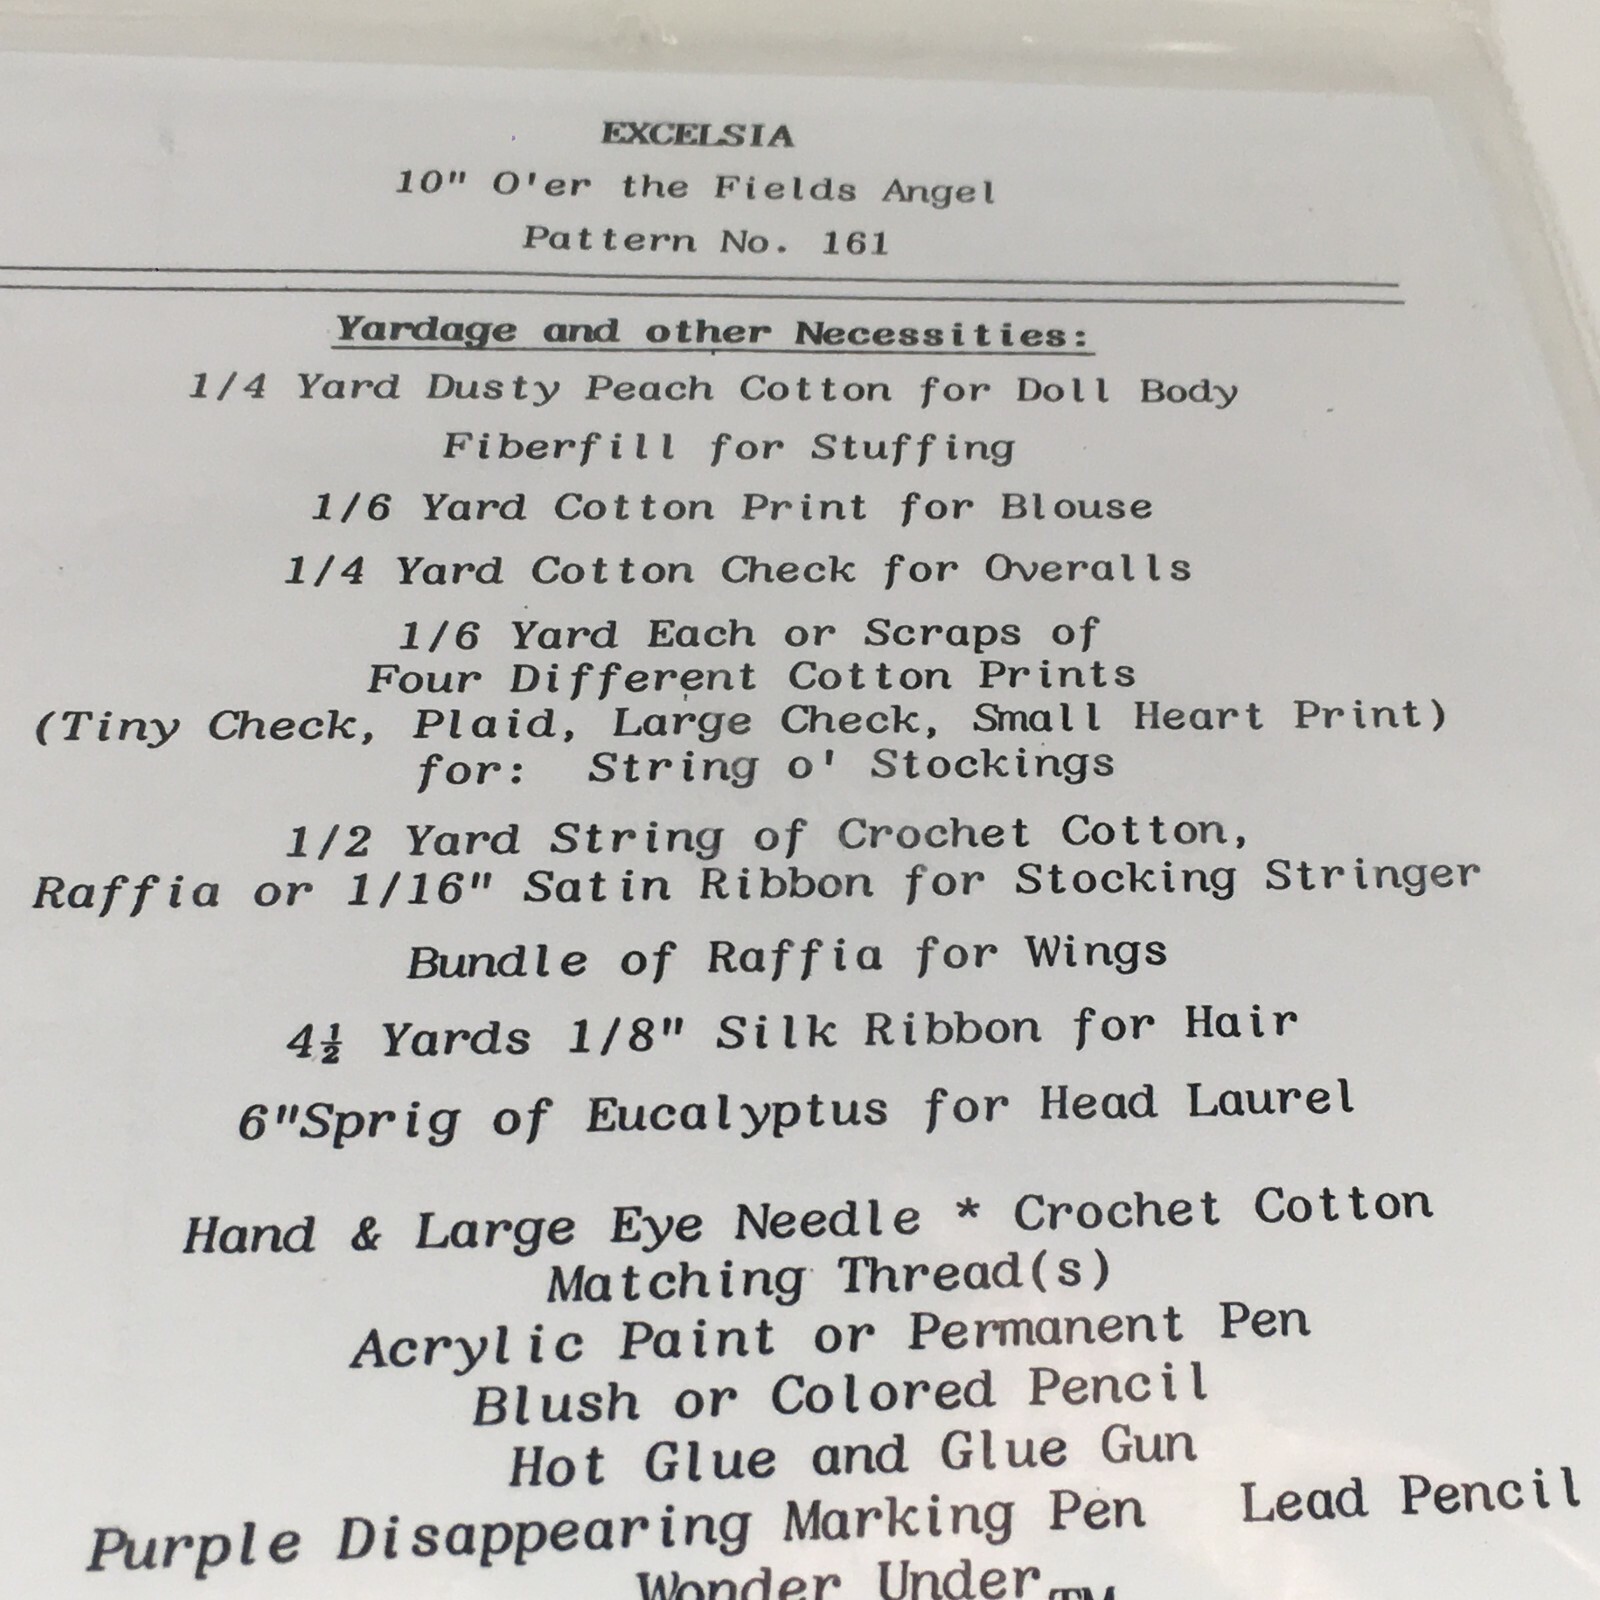 EXCELSIA
10" O'er the Fields Angel
Pattern No. 161
Yardage and other Necessities:
1/4 Yard Dusty Peach Cotton for Doll Body
Fiberfill for Stuffing
1/6 Yard Cotton Print for Blouse
1/4 Yard Cotton Check for Overalls
1/6 Yard Each or Scraps of
Four Different Cotton Prints
(Tiny Check, Plaid, Large Check, Small Heart Print)
for: String o' Stockings
1/2 Yard String of Crochet Cotton,
Raffia or 1/16" Satin Ribbon for Stocking Stringer
Bundle of Raffia for Wings
4½ Yards 1/8" Silk Ribbon for Hair
6"Sprig of Eucalyptus for Head Laurel
Hand & Large Eye Needle * Crochet Cotton
Matching Thread(s)
Acrylic Paint or Permanent Pen
Blush or Colored Pencil
Hot Glue and Glue Gun
Purple Disappearing Marking Pen Lead Pencil
Wonder Under TM